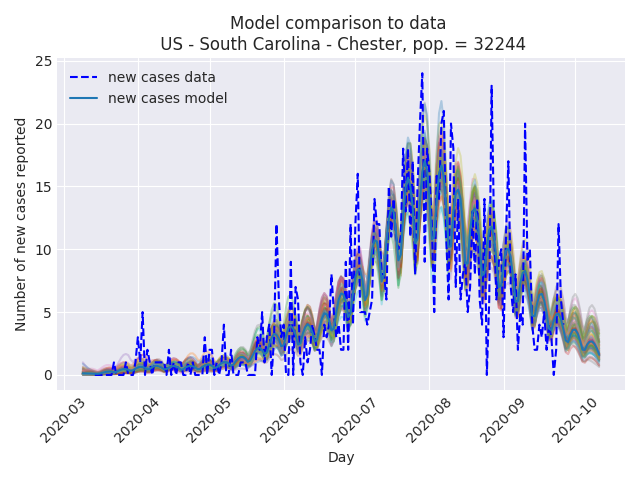 Model comparison to data
US - South Carolina - Chester, pop. = 32244
new cases data
new cases model
Number of new cases reported
25
20
15
10
5
0
2020-03
2020-04
2020-05
2020-06
2020-07
2020-08
2020-09
2020-10
Day